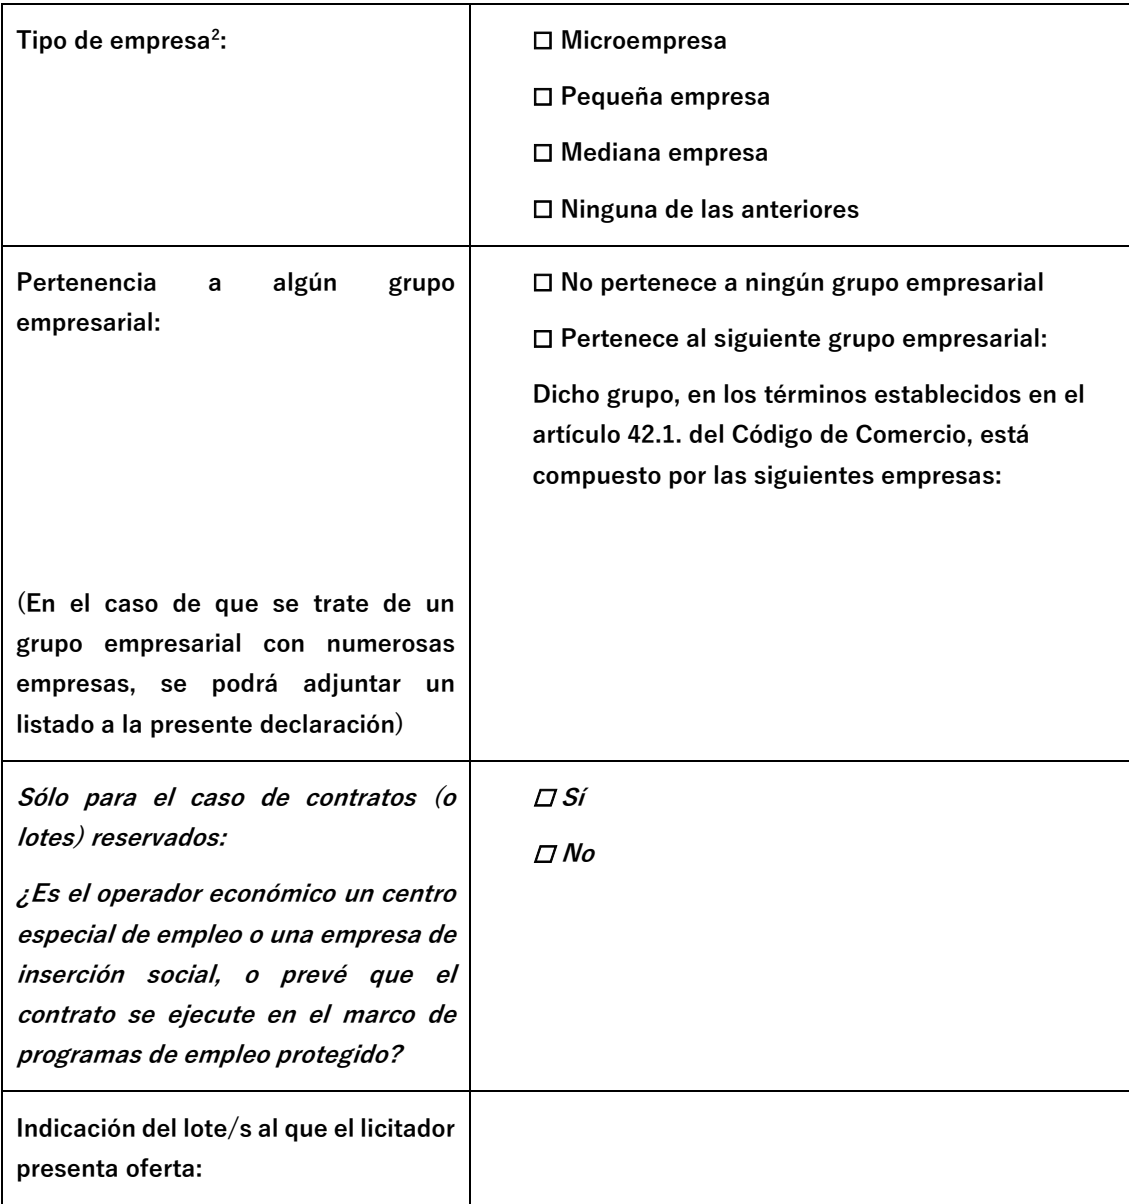 Tipo de empresa²:
☐ Microempresa
☐ Pequeña empresa
☐ Mediana empresa
☐ Ninguna de las anteriores
Pertenencia a algún grupo
empresarial:
(En el caso de que se trate de un
grupo empresarial con numerosas
empresas, se podrá adjuntar un
listado a la presente declaración)
☐ No pertenece a ningún grupo empresarial
☐ Pertenece al siguiente grupo empresarial:
Dicho grupo, en los términos establecidos en el
artículo 42.1. del Código de Comercio, está
compuesto por las siguientes empresas:
Sólo para el caso de contratos (o
lotes) reservados:
¿Es el operador económico un centro
especial de empleo o una empresa de
inserción social, o prevé que el
contrato se ejecute en el marco de
programas de empleo protegido?
☐ Sí
☐ No
Indicación del lote/s al que el licitador
presenta oferta: